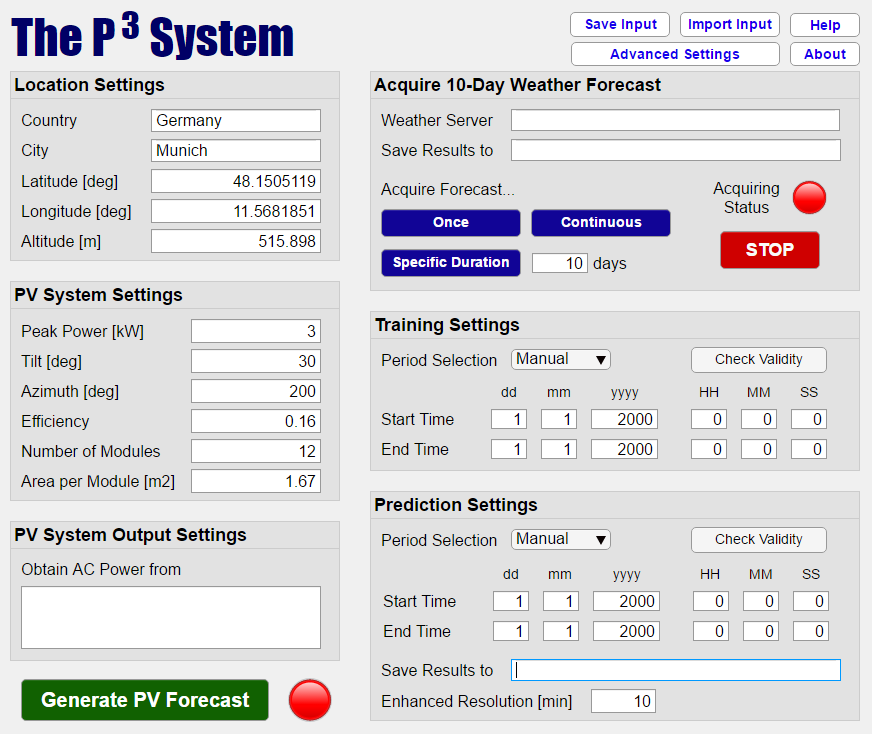 The P3 System
Save Input Import Input Help
Advanced Settings About
Location Settings
Country Germany
City Munich
Latitude [deg] 48.1505119
Longitude [deg] 11.5681851
Altitude [m] 515.898
PV System Settings
Peak Power [kW] 3
Tilt [deg] 30
Azimuth [deg] 200
Efficiency 0.16
Number of Modules 12
Area per Module [m2] 1.67
PV System Output Settings
Obtain AC Power from
Generate PV Forecast
Acquire 10-Day Weather Forecast
Weather Server
Save Results to
Acquire Forecast...
Once Continuous
Specific Duration 10 days
Acquiring
Status
STOP
Training Settings
Period Selection Manual Check Validity
dd mm yyyy HH MM SS
Start Time 1 1 2000 0 0 0
End Time 1 1 2000 0 0 0
Prediction Settings
Period Selection Manual Check Validity
dd mm yyyy HH MM SS
Start Time 1 1 2000 0 0 0
End Time 1 1 2000 0 0 0
Save Results to
Enhanced Resolution [min] 10